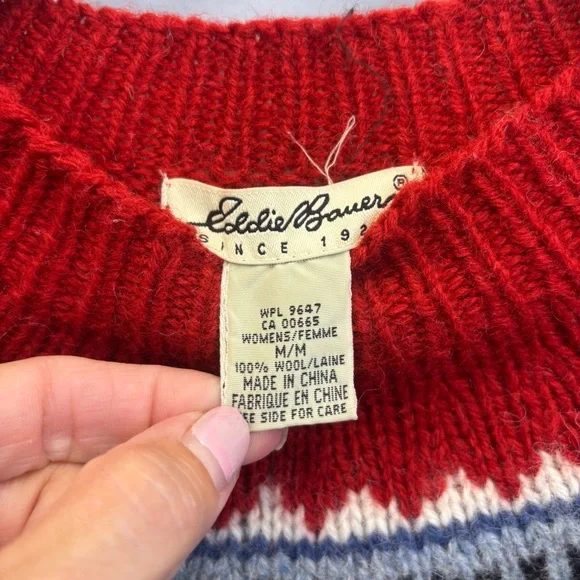 Eddie Bauer ®
SINCE 192
WPL 9647
CA 00665
WOMENS/FEMME
M/M
100% WOOL/LAINE
MADE IN CHINA
FABRIQUE EN CHINE
EE SIDE FOR CARE